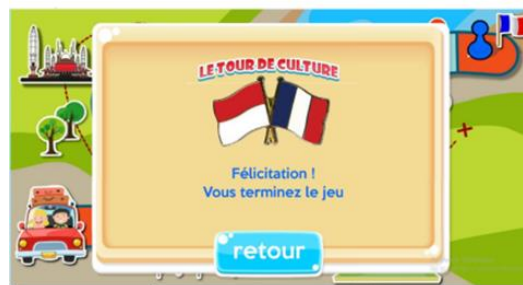 LE TOUR DE CULTURE
Félicitation !
Vous terminez le jeu
retour